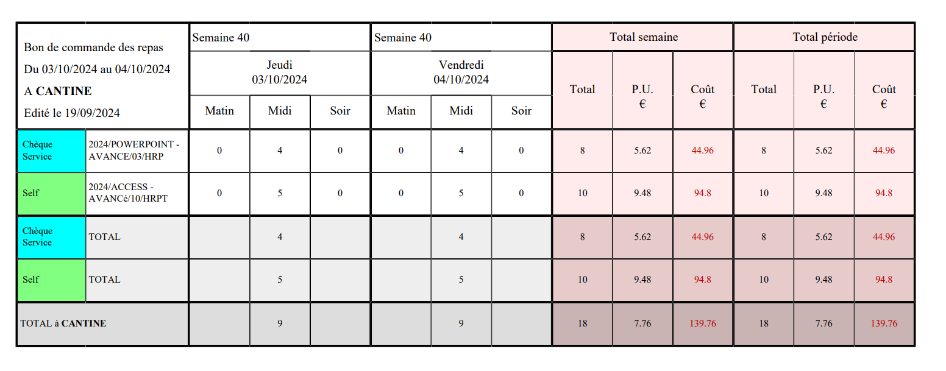 Bon de commande des repas
Du 03/10/2024 au 04/10/2024
A CANTINE
Edité le 19/09/2024
Semaine 40 Semaine 40 Total semaine Total période
Jeudi
03/10/2024
Vendredi
04/10/2024
Total P.U.
€
Coût
€
Total P.U.
€
Coût
€
Matin Midi Soir Matin Midi Soir
Chèque
Service
2024/POWERPOINT -
AVANCE/03/HRP
0 4 0 0 4 0 8 5.62 44.96 8 5.62 44.96
Self
2024/ACCESS -
AVANCé/10/HRPT
0 5 0 0 5 0 10 9.48 94.8 10 9.48 94.8
Chèque
Service
TOTAL 4 4 8 5.62 44.96 8 5.62 44.96
Self TOTAL 5 5 10 9.48 94.8 10 9.48 94.8
TOTAL à CANTINE 9 9 18 7.76 139.76 18 7.76 139.76